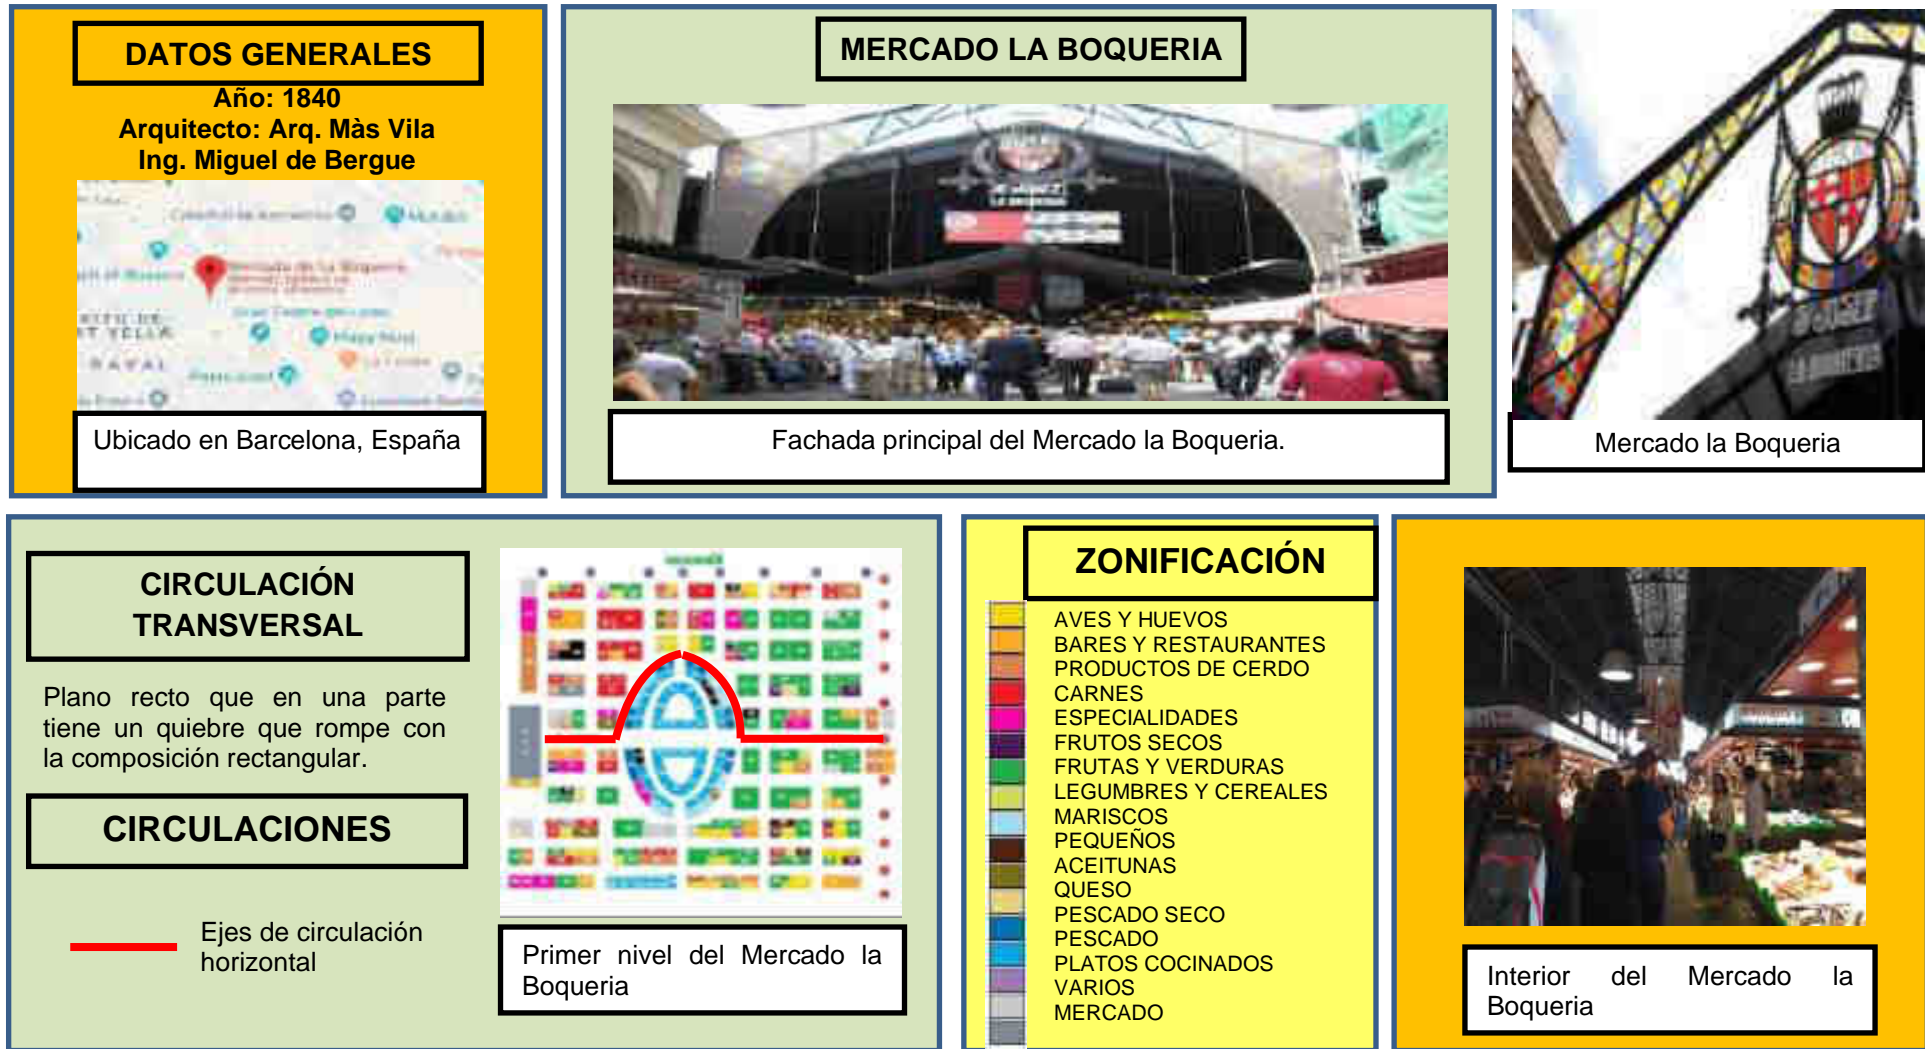 DATOS GENERALES
Año: 1840
Arquitecto: Arq. Màs Vila
Ing. Miguel de Bergue
Ubicado en Barcelona, España
MERCADO LA BOQUERIA
Fachada principal del Mercado la Boqueria.
Mercado la Boqueria
CIRCULACIÓN
TRANSVERSAL
Plano recto que en una parte
tiene un quiebre que rompe con
la composición rectangular.
CIRCULACIONES
Ejes de circulación
horizontal
Primer nivel del Mercado la
Boqueria
ZONIFICACIÓN
AVES Y HUEVOS
BARES Y RESTAURANTES
PRODUCTOS DE CERDO
CARNES
ESPECIALIDADES
FRUTOS SECOS
FRUTAS Y VERDURAS
LEGUMBRES Y CEREALES
MARISCOS
PEQUEÑOS
ACEITUNAS
QUESO
PESCADO SECO
PESCADO
PLATOS COCINADOS
VARIOS
MERCADO
Interior del Mercado la
Boqueria